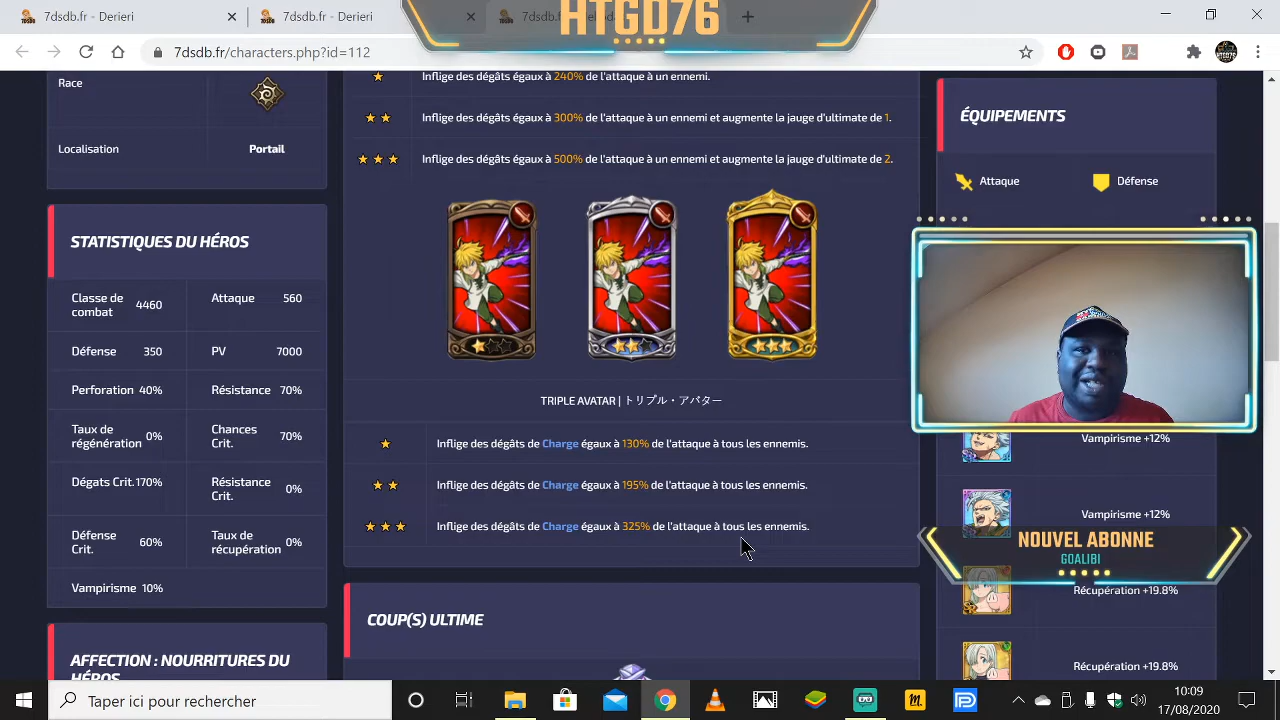 7dsdb.fr - Derieri
7dsdb.fr - Derieri
7dsdb.fr
HTGD76
7dsdb.fr/characters.php?id=112
Race
Localisation
Portail
Inflige des dégâts égaux à 240% de l'attaque à un ennemi.
Inflige des dégâts égaux à 300% de l'attaque à un ennemi et augmente la jauge d'ultimate de 1.
Inflige des dégâts égaux à 500% de l'attaque à un ennemi et augmente la jauge d'ultimate de 2.
TRIPLE AVATAR | トリプル・アバター
Inflige des dégâts de Charge égaux à 130% de l'attaque à tous les ennemis.
Inflige des dégâts de Charge égaux à 195% de l'attaque à tous les ennemis.
Inflige des dégâts de Charge égaux à 325% de l'attaque à tous les ennemis.
COUP(S) ULTIME
STATISTIQUES DU HÉROS
Classe de combat 4460
Attaque 560
Défense 350
PV 7000
Perforation 40%
Résistance 70%
Taux de régénération 0%
Chances Crit. 70%
Dégats Crit. 170%
Résistance Crit. 0%
Défense Crit. 60%
Taux de récupération 0%
Vampirisme 10%
AFFECTION : NOURRITURES DU
HÉROS
ÉQUIPEMENTS
Attaque
Défense
Vampirisme +12%
Vampirisme +12%
NOUVEL ABONNE
GOALIBI
Récupération +19.8%
Récupération +19.8%
Taper ici pour rechercher
10:09
17/08/2020